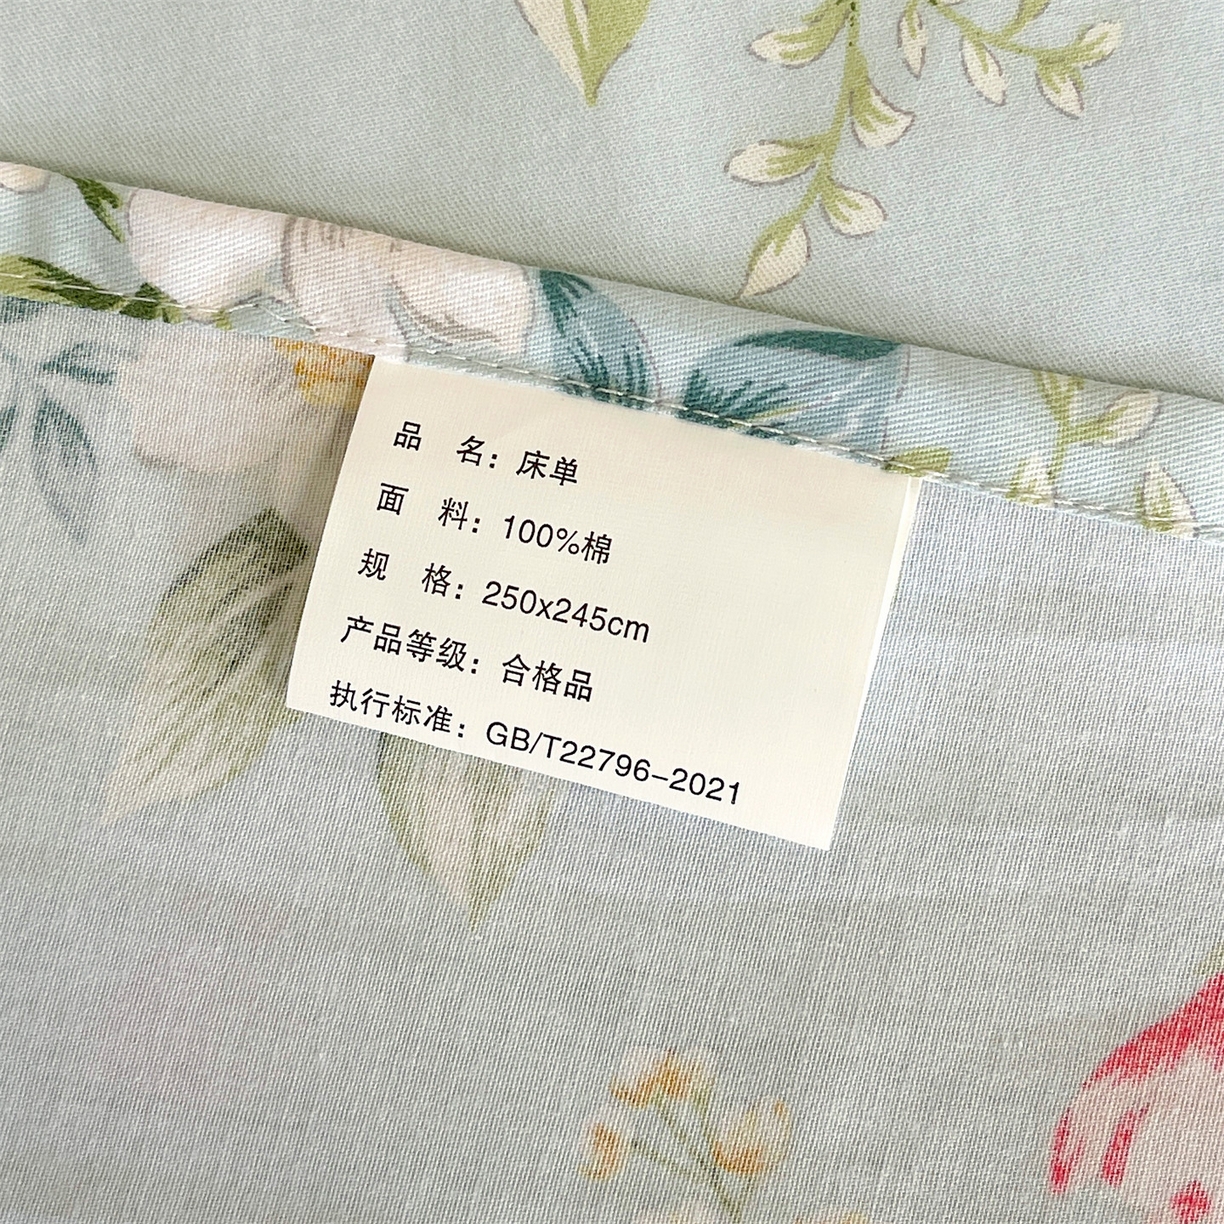 品　名：床单
面　料：100%棉
规　格：250x245cm
产品等级：合格品
执行标准：GB/T22796-2021